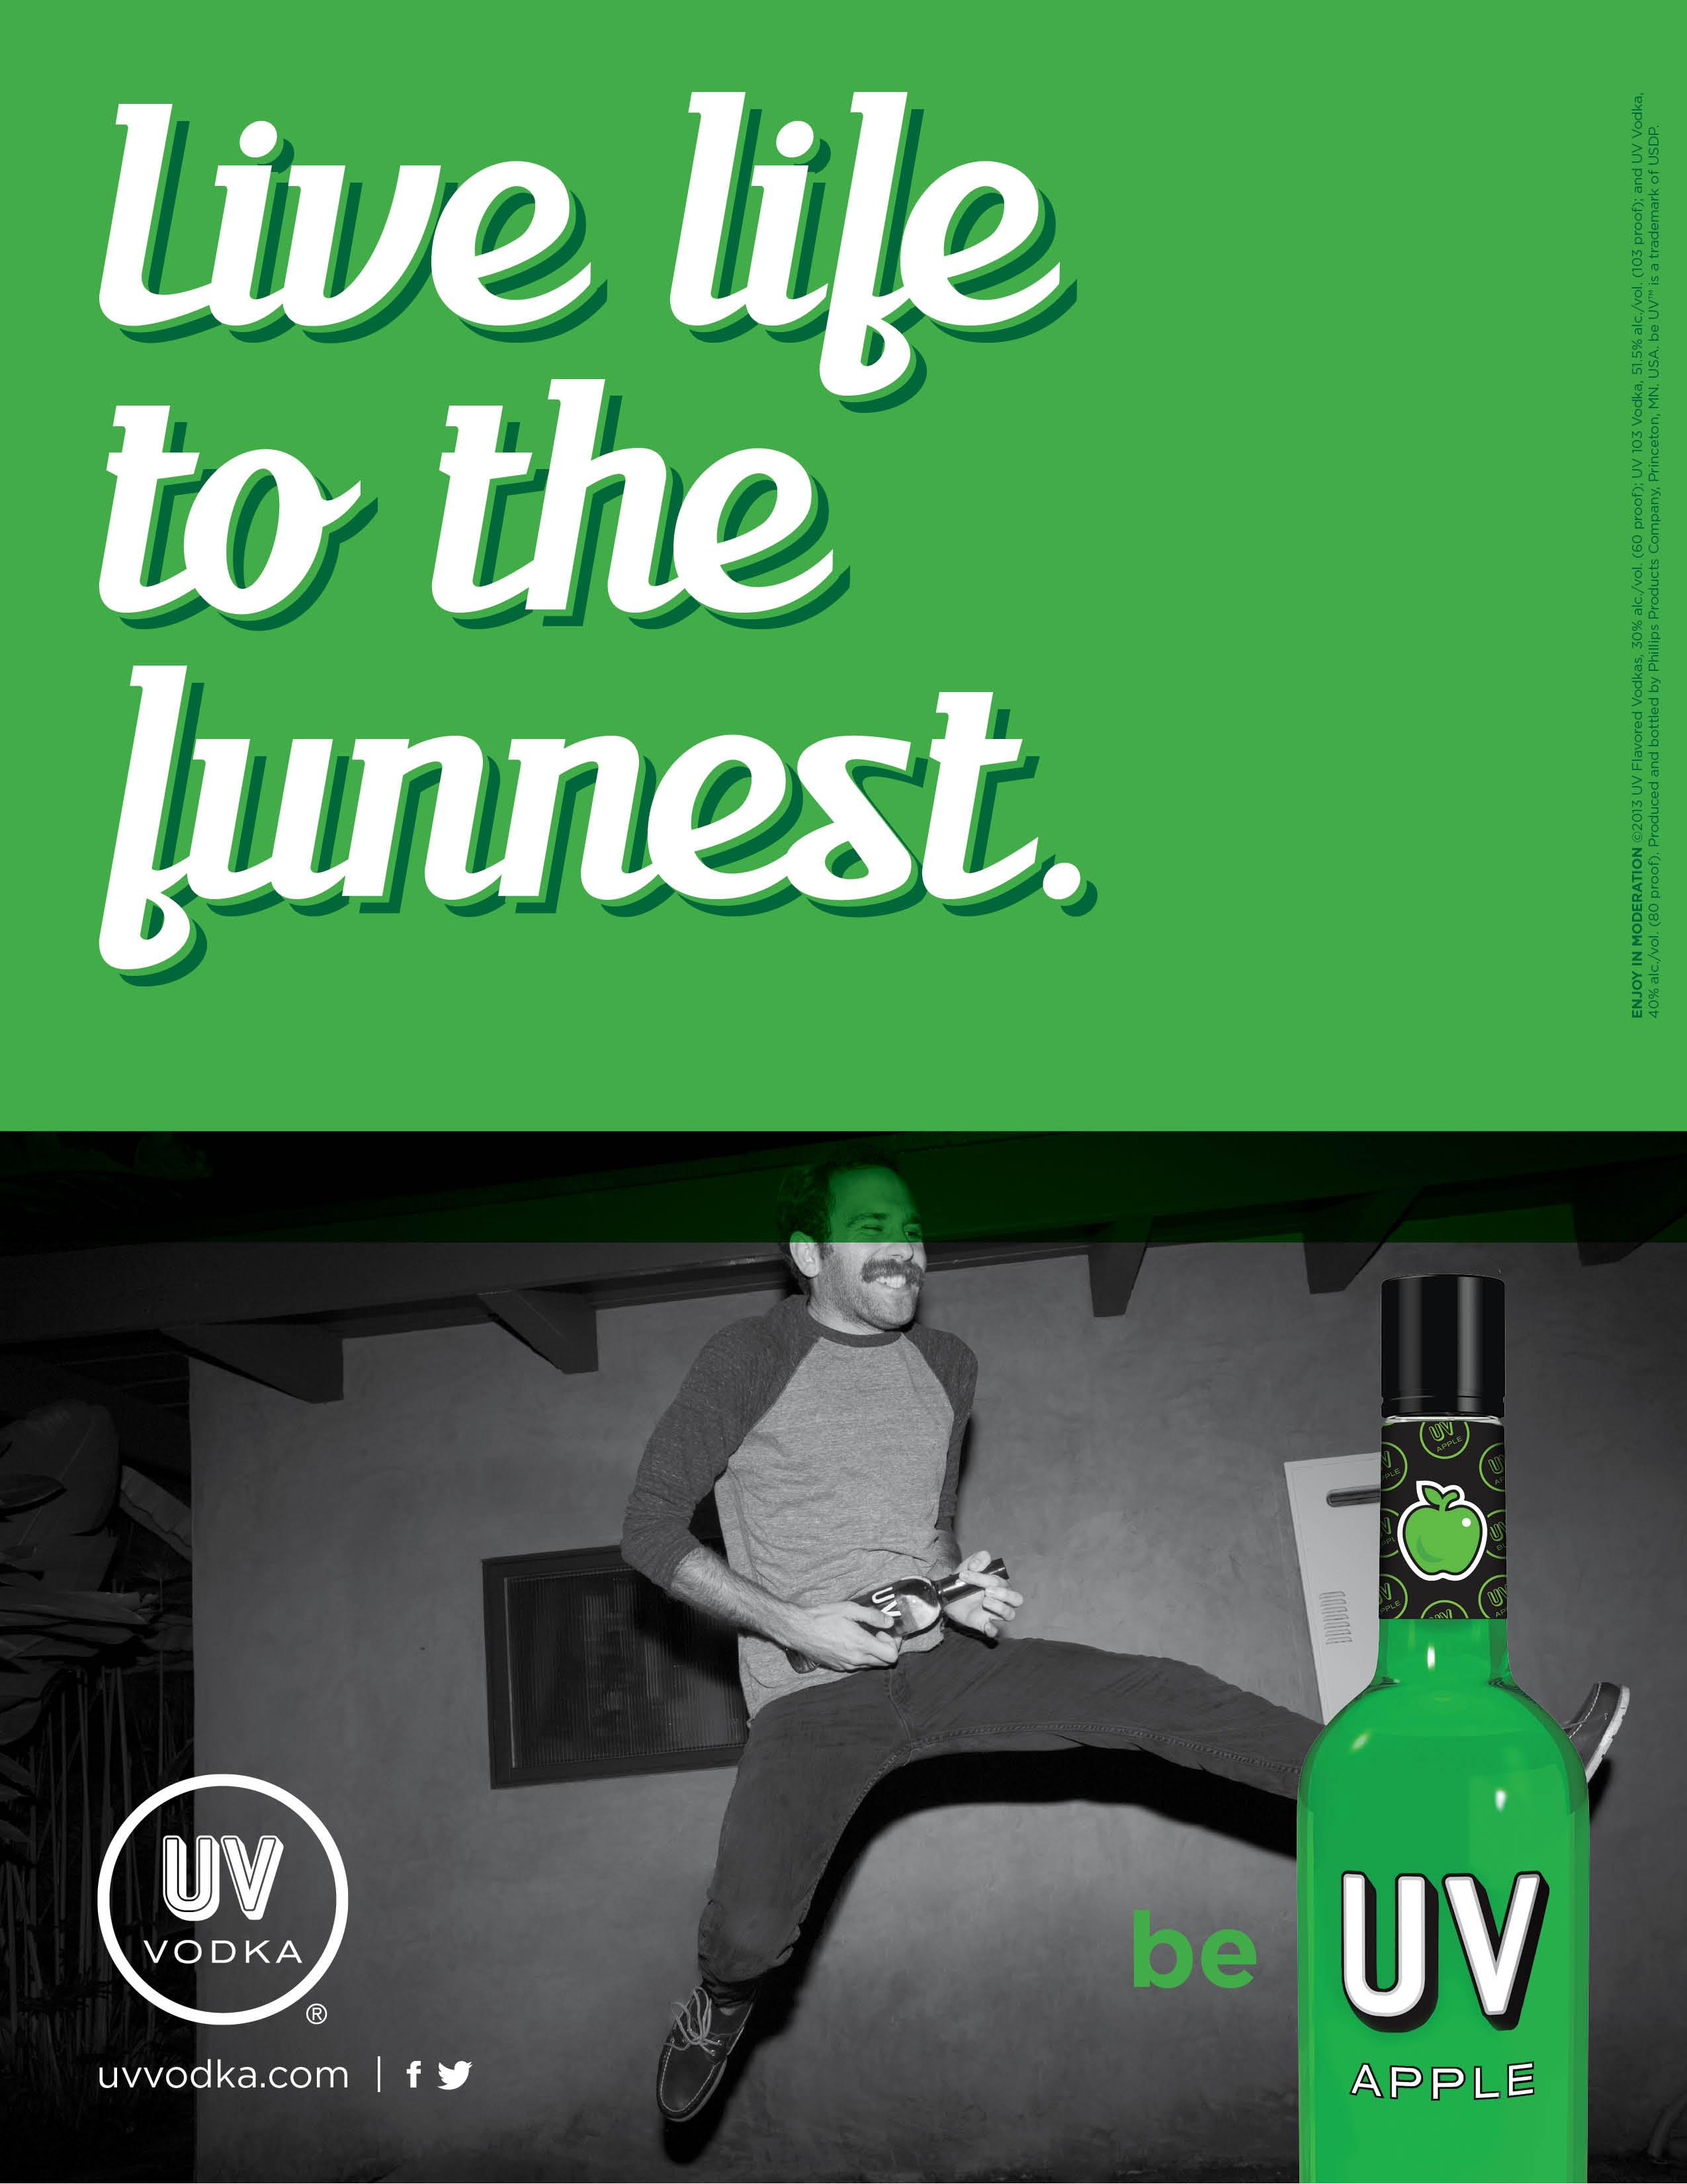 live life
to the
funnest.
ENJOY IN MODERATION ©2013 UV Flavored Vodkas, 30% alc./vol. (60 proof); UV 103 Vodka, 51.5% alc./vol. (103 proof); and UV Vodka,
40% alc./vol. (80 proof). Produced and bottled by Phillips Products Company, Princeton, MN. USA. be UV™ is a trademark of USDP.
UV
APPLE
UV
be
UV
APPLE
UV
VODKA
®
uvvodka.com |